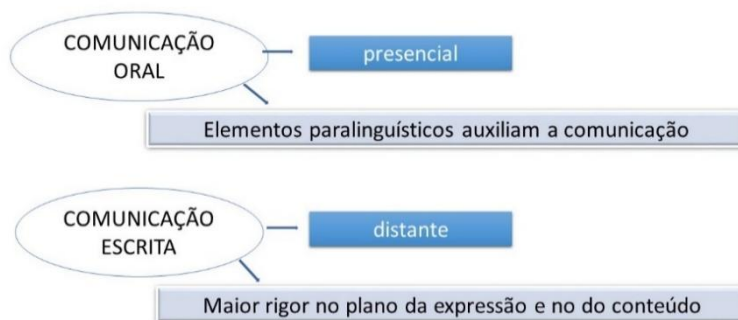 COMUNICAÇÃO
ORAL
presencial
Elementos paralinguísticos auxiliam a comunicação
COMUNICAÇÃO
ESCRITA
distante
Maior rigor no plano da expressão e no do conteúdo